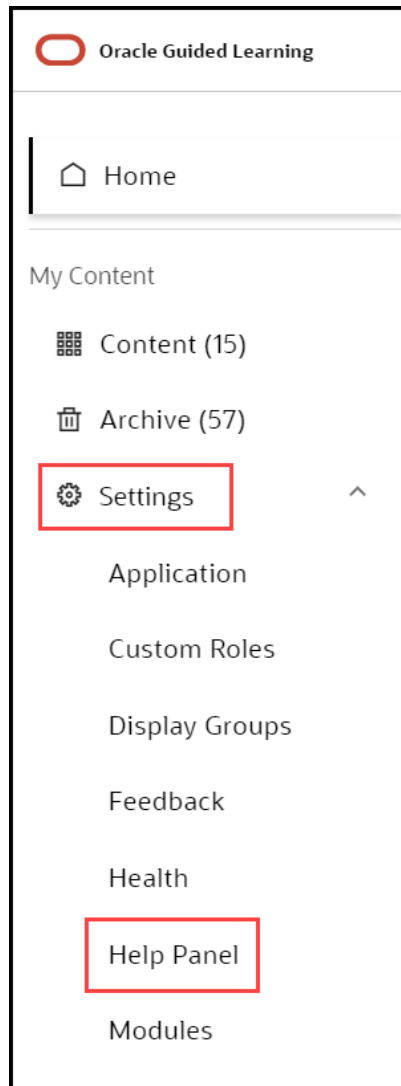 Oracle Guided Learning
Home
My Content
Content (15)
Archive (57)
Settings
Application
Custom Roles
Display Groups
Feedback
Health
Help Panel
Modules